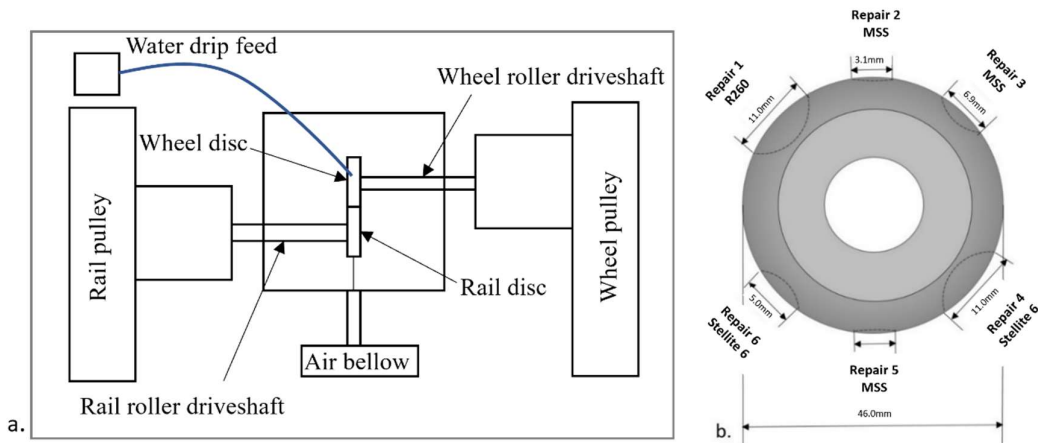 Water drip feed
Wheel roller driveshaft
Wheel disc
Rail pulley
Wheel pulley
Rail disc
Air bellow
Rail roller driveshaft
a.
Repair 2
MSS
3.1mm
Repair 1
R260
11.0mm
Repair 3
MSS
6.9mm
5.0mm
Repair 6
Stellite 6
11.0mm
Repair 4
Stellite 6
Repair 5
MSS
46.0mm
b.